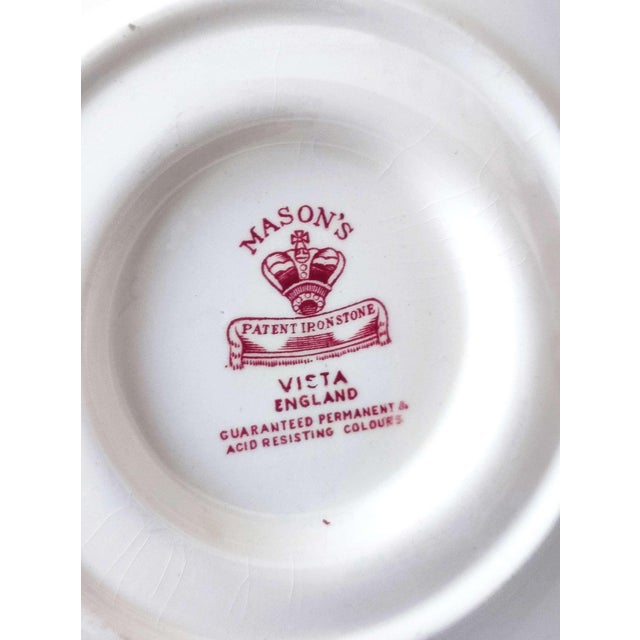 MASON'S
PATENT IRONSTONE
VISTA
ENGLAND
GUARANTEED PERMANENT &
ACID RESISTING COLOURS